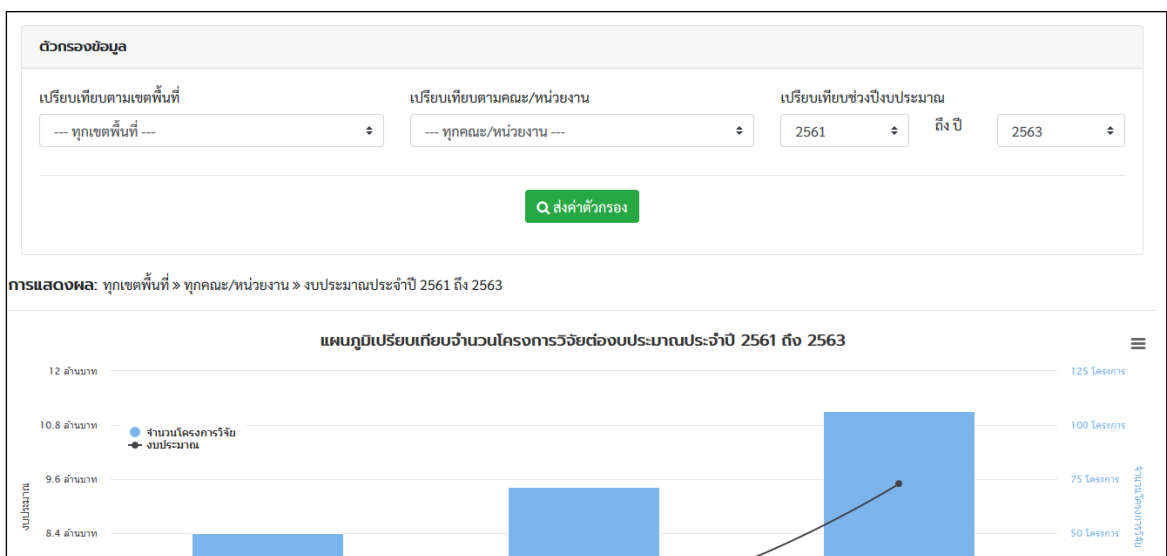 ตัวกรองข้อมูล
เปรียบเทียบตามเขตพื้นที่ เปรียบเทียบตามคณะ/หน่วยงาน เปรียบเทียบช่วงปีงบประมาณ
--- ทุกเขตพื้นที่ --- --- ทุกคณะ/หน่วยงาน --- 2561 ถึง ปี 2563
ส่งค่าตัวกรอง
การแสดงผล: ทุกเขตพื้นที่ » ทุกคณะ/หน่วยงาน » งบประมาณประจำปี 2561 ถึง 2563
แผนภูมิเปรียบเทียบจำนวนโครงการวิจัยต่องบประมาณประจำปี 2561 ถึง 2563
12 ล้านบาท 125 โครงการ
10.8 ล้านบาท 100 โครงการ
จำนวนโครงการวิจัย
งบประมาณ
9.6 ล้านบาท 75 โครงการ
งบประมาณ
จำนวนโครงการวิจัย
8.4 ล้านบาท 50 โครงการ